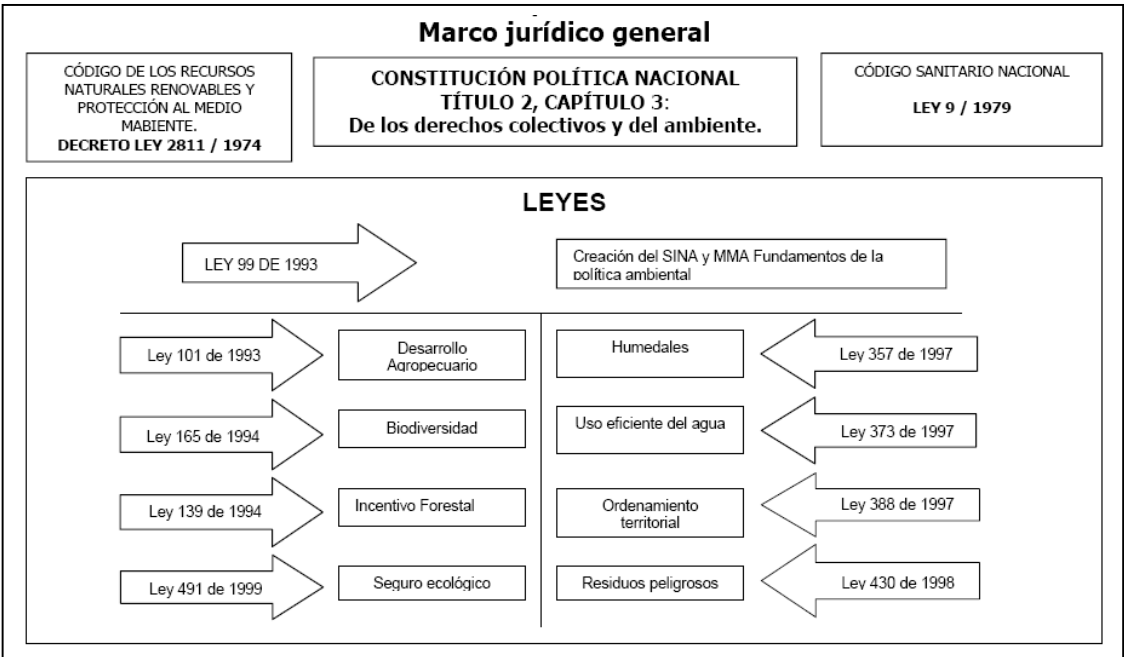 Marco jurídico general
CÓDIGO DE LOS RECURSOS
NATURALES RENOVABLES Y
PROTECCIÓN AL MEDIO
MABIENTE.
DECRETO LEY 2811 / 1974
CONSTITUCIÓN POLÍTICA NACIONAL
TÍTULO 2, CAPÍTULO 3:
De los derechos colectivos y del ambiente.
CÓDIGO SANITARIO NACIONAL
LEY 9 / 1979
LEYES
LEY 99 DE 1993
Creación del SINA y MMA Fundamentos de la
política ambiental
Ley 101 de 1993
Desarrollo
Agropecuario
Humedales
Ley 357 de 1997
Ley 165 de 1994
Biodiversidad
Uso eficiente del agua
Ley 373 de 1997
Ley 139 de 1994
Incentivo Forestal
Ordenamiento
territorial
Ley 388 de 1997
Ley 491 de 1999
Seguro ecológico
Residuos peligrosos
Ley 430 de 1998